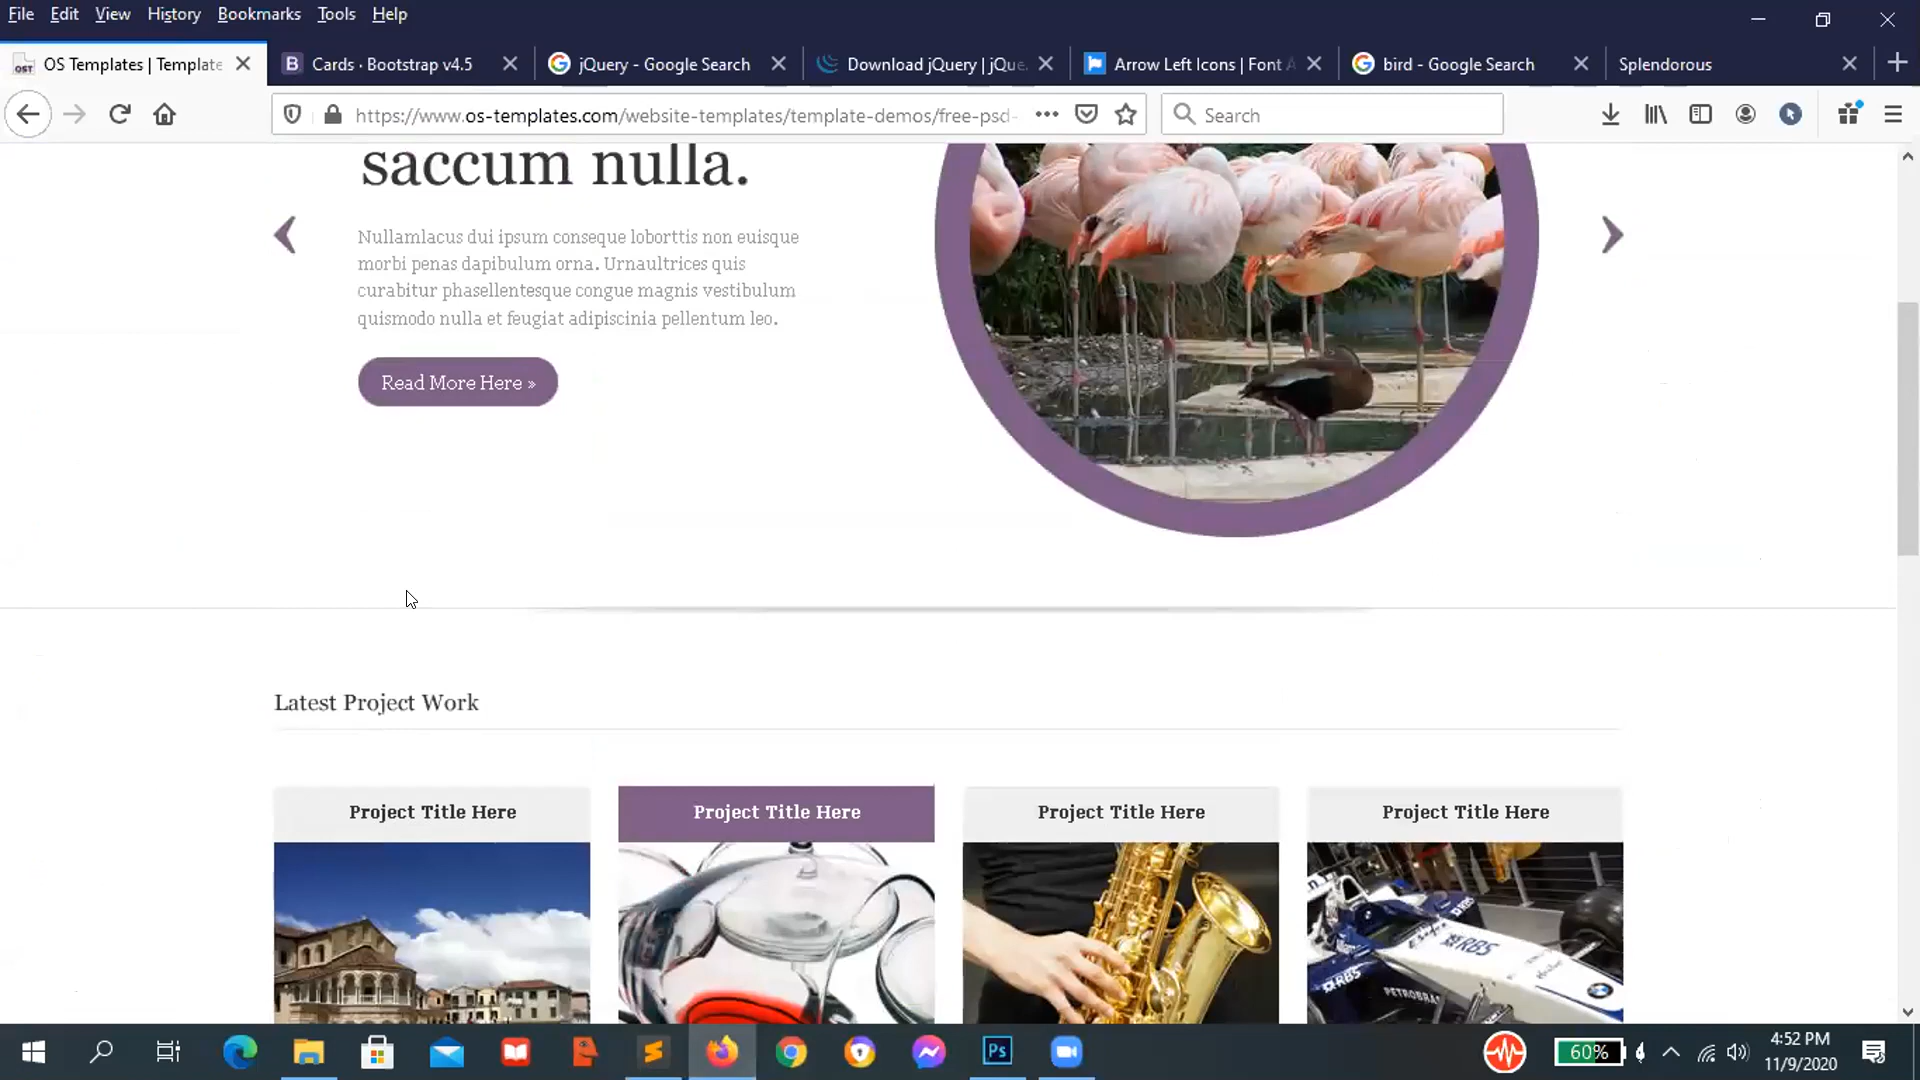 File Edit View History Bookmarks Tools Help
OS Templates | Template
Cards · Bootstrap v4.5
jQuery - Google Search
Download jQuery | jQue
Arrow Left Icons | Font A
bird - Google Search
Splendorous
https://www.os-templates.com/website-templates/template-demos/free-psd-
Search
saccum nulla.
Nullamlacus dui ipsum conseque loborttis non euisque
morbi penas dapibulum orna. Urnaultrices quis
curabitur phasellentesque congue magnis vestibulum
quismodo nulla et feugiat adipiscinia pellentum leo.
Read More Here »
Latest Project Work
Project Title Here
Project Title Here
Project Title Here
Project Title Here
RBS
RBS
RBS
PETROBRAS
60%
4:52 PM
11/9/2020